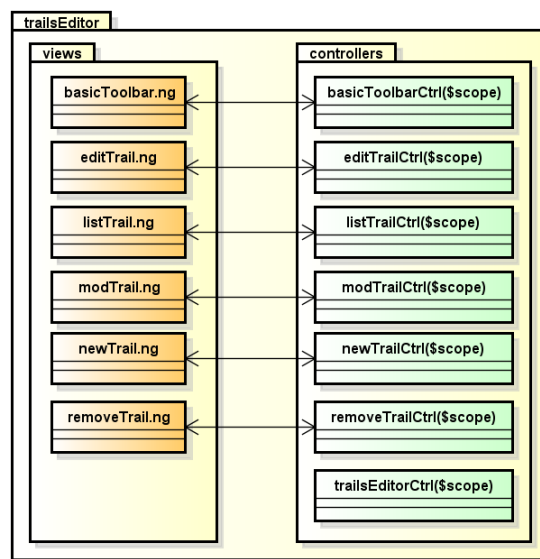 trailsEditor
views
controllers
basicToolbar.ng
basicToolbarCtrl($scope)
editTrail.ng
editTrailCtrl($scope)
listTrail.ng
listTrailCtrl($scope)
modTrail.ng
modTrailCtrl($scope)
newTrail.ng
newTrailCtrl($scope)
removeTrail.ng
removeTrailCtrl($scope)
trailsEditorCtrl($scope)